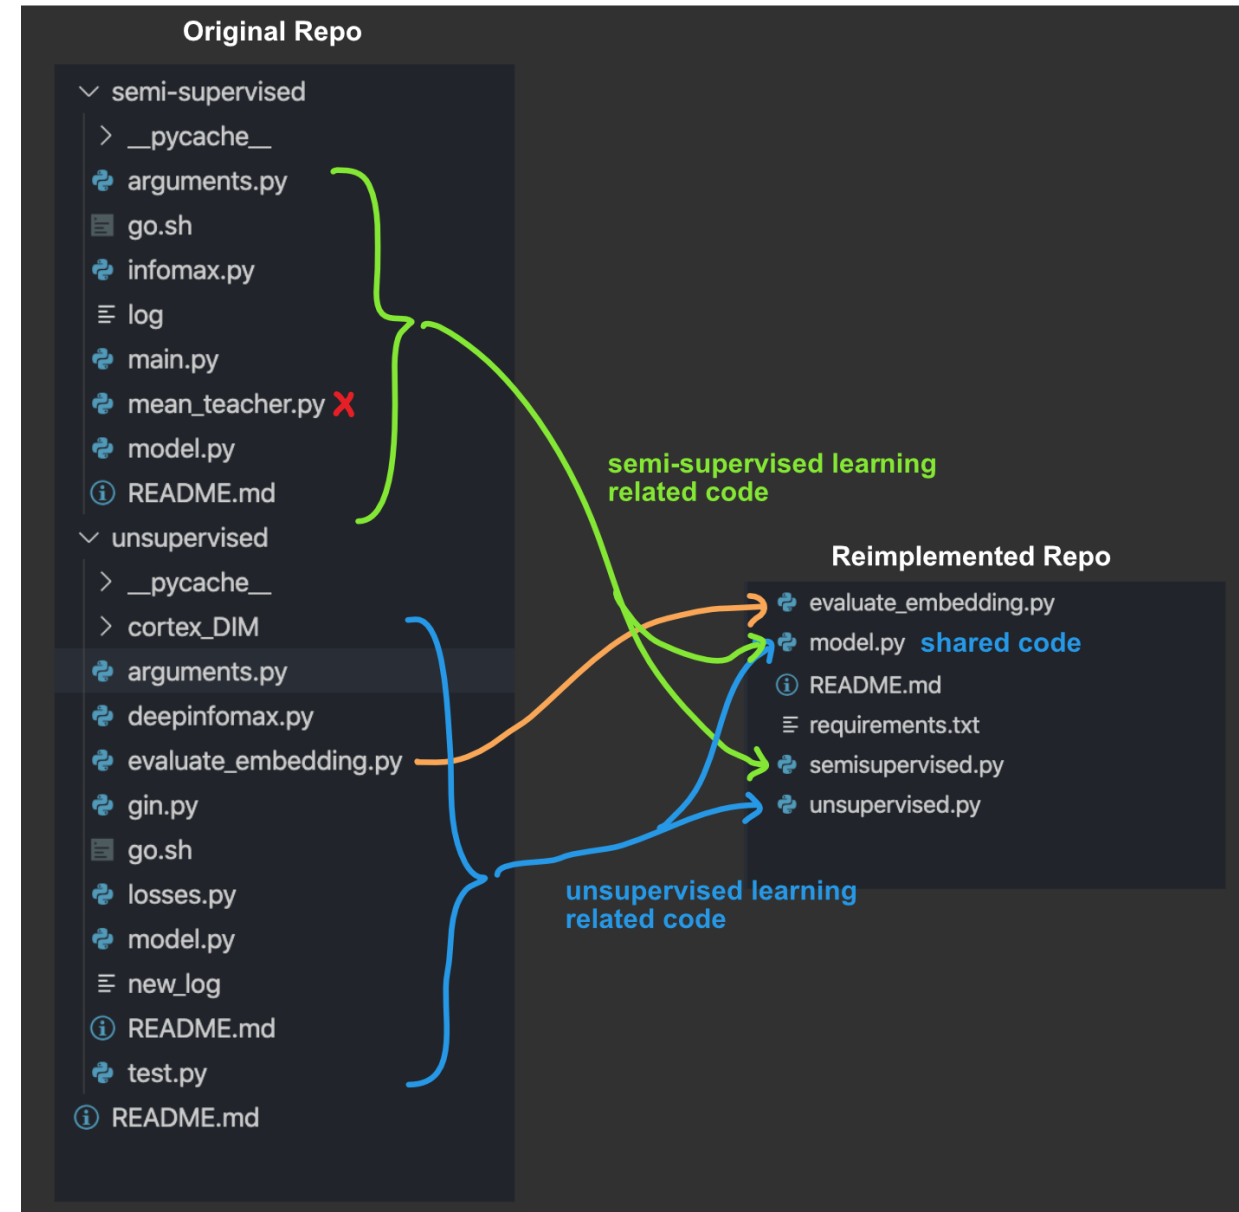 Original Repo
semi-supervised
__pycache__
arguments.py
go.sh
infomax.py
log
main.py
mean_teacher.py
model.py
README.md
unsupervised
__pycache__
cortex_DIM
arguments.py
deepinfomax.py
evaluate_embedding.py
gin.py
go.sh
losses.py
model.py
new_log
README.md
test.py
README.md
semi-supervised learning
related code
unsupervised learning
related code
Reimplemented Repo
evaluate_embedding.py
model.py shared code
README.md
requirements.txt
semisupervised.py
unsupervised.py